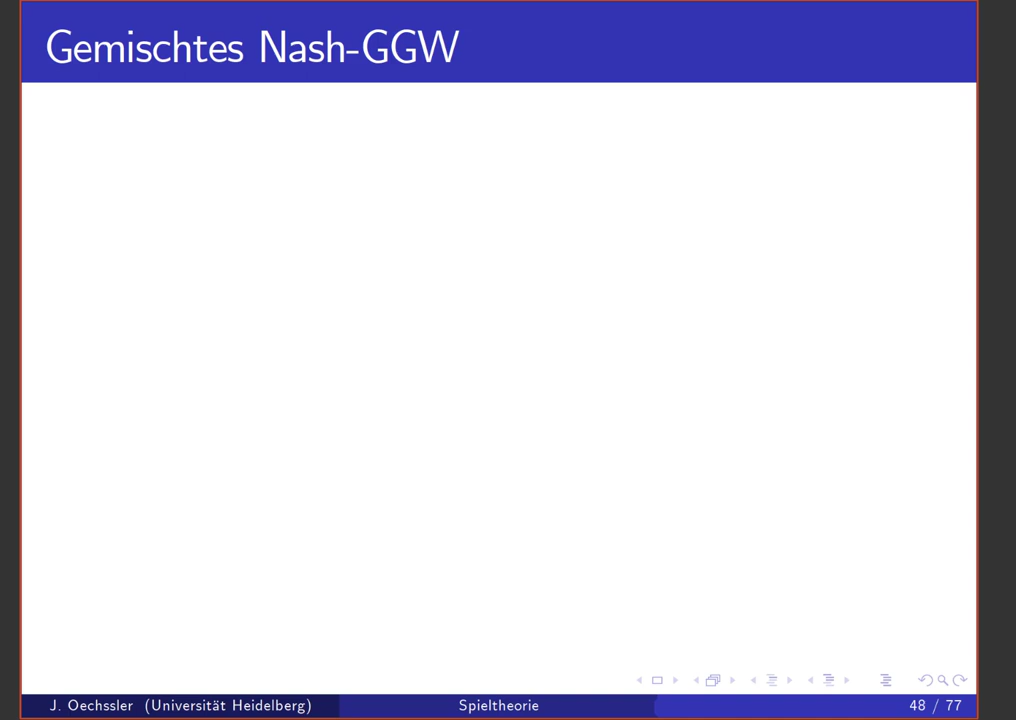 Gemischtes Nash-GGW
J. Oechssler (Universität Heidelberg)
Spieltheorie
48 / 77